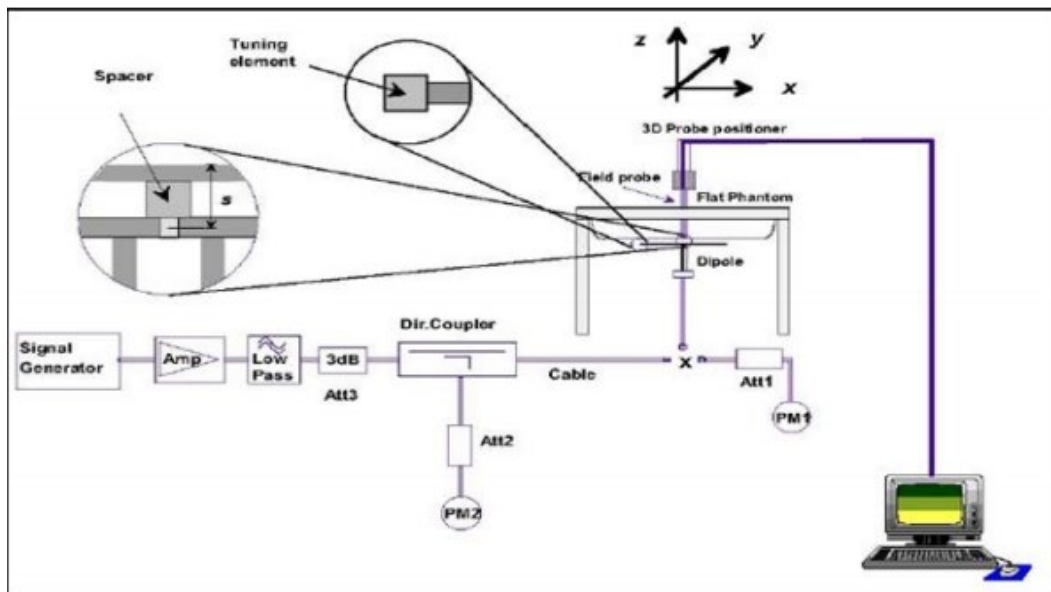 Tuning
element
z
y
x
Spacer
3D Probe positioner
Field probe
s
Flat Phantom
Dipole
Dir.Coupler
Signal
Generator
Amp
Low
Pass
3dB
Att3
Cable
x
Att1
PM1
Att2
PM2